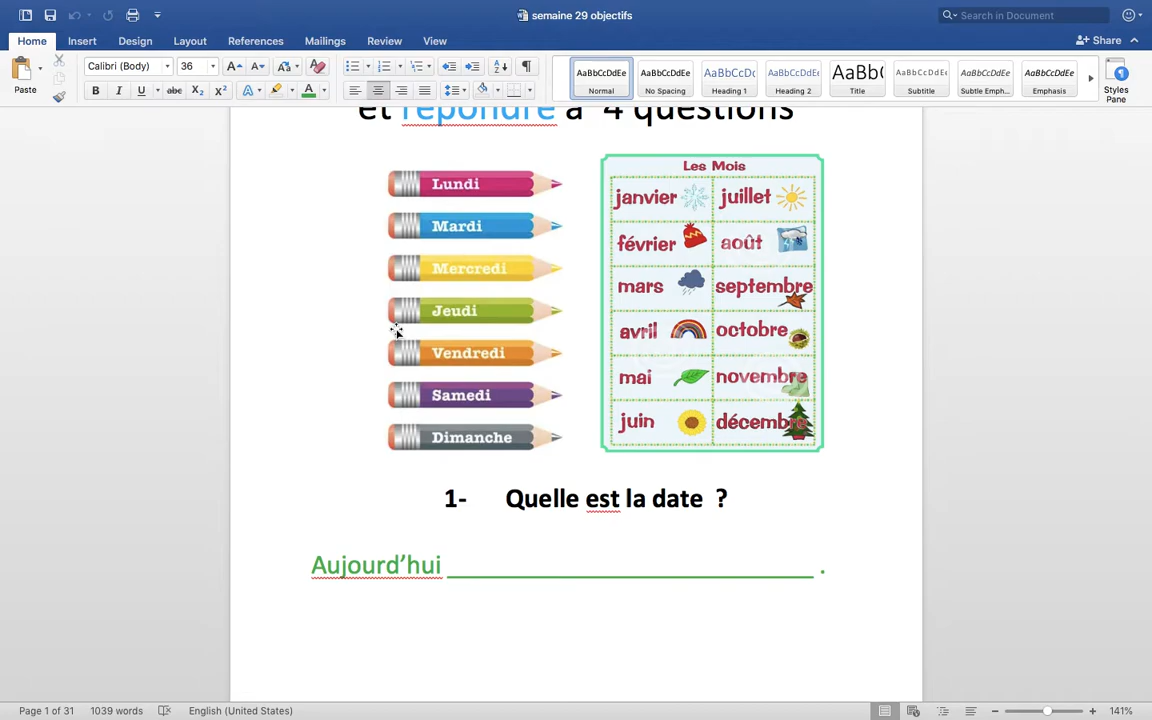 semaine 29 objectifs
Search in Document
Home Insert Design Layout References Mailings Review View
Share
Paste
Calibri (Body) 36
AaBbCcDdEe AaBbCcDdEe AaBbCcDc AaBbCcDdEe AaBb( AaBbCcDdEe AaBbCcDdEe AaBbCcDdEe
Normal No Spacing Heading 1 Heading 2 Title Subtitle Subtle Emph... Emphasis
Styles
Pane
et répondre à 4 questions
Lundi
Mardi
Mercredi
Jeudi
Vendredi
Samedi
Dimanche
Les Mois
janvier juillet
février août
mars septembre
avril octobre
mai novembre
juin décembre
1- Quelle est la date ?
Aujourd’hui ______________________________ .
Page 1 of 31 1039 words English (United States) 141%